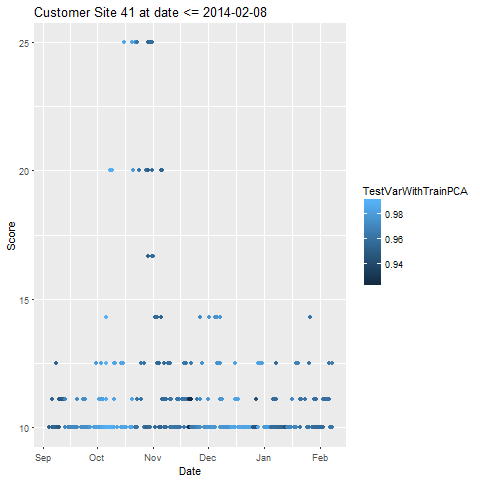 Customer Site 41 at date <= 2014-02-08
25
20
15
10
Score
Sep Oct Nov Dec Jan Feb
Date
TestVarWithTrainPCA
0.98
0.96
0.94